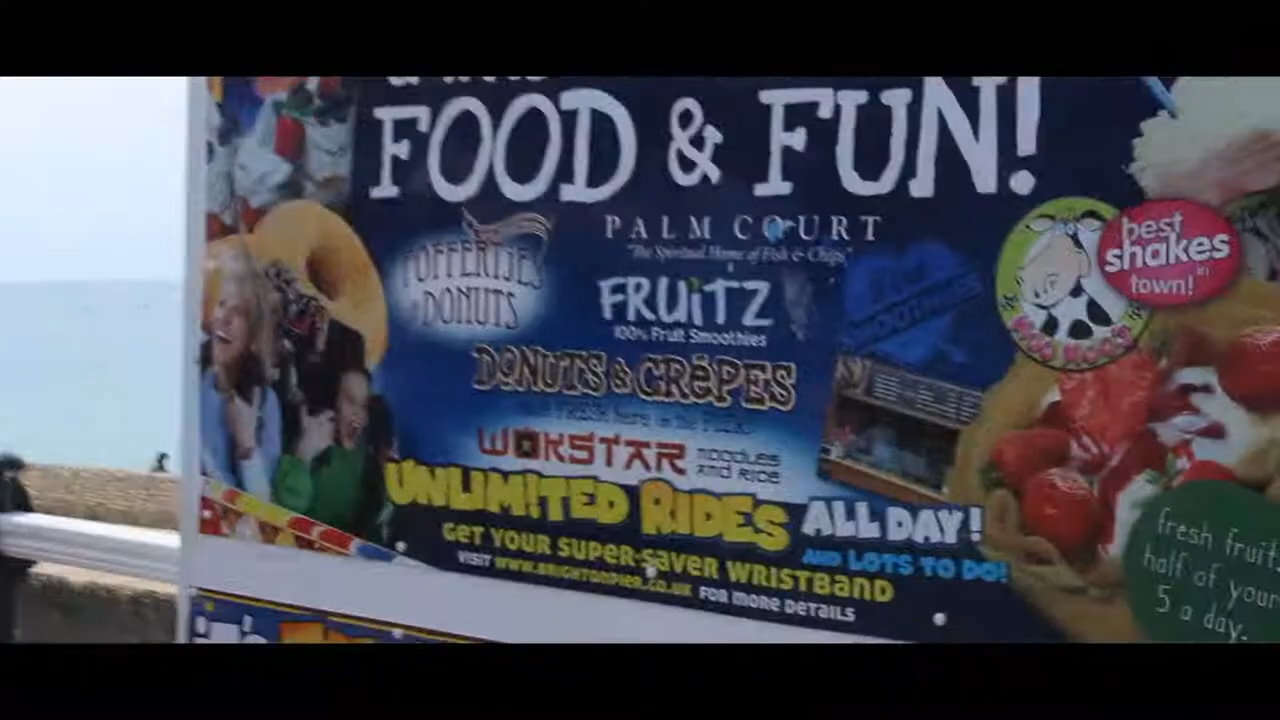 FOOD & FUN!
PALM COURT
"The Spiritual Home of Fish & Chips"
POFFERTJES
DONUTS
FRUiTZ
100% Fruit Smoothies
best
shakes
in
town!
DONUTS & CRêPES
WOKSTAR NOODLES
AND RICE
UNLIMITED RIDES ALL DAY!
AND LOTS TO DO!
GET YOUR SUPER-SAVER WRISTBAND
VISIT WWW.BRIGHTONPIER.CO.UK FOR MORE DETAILS
fresh fruit,
half of your
5 a day.
it's